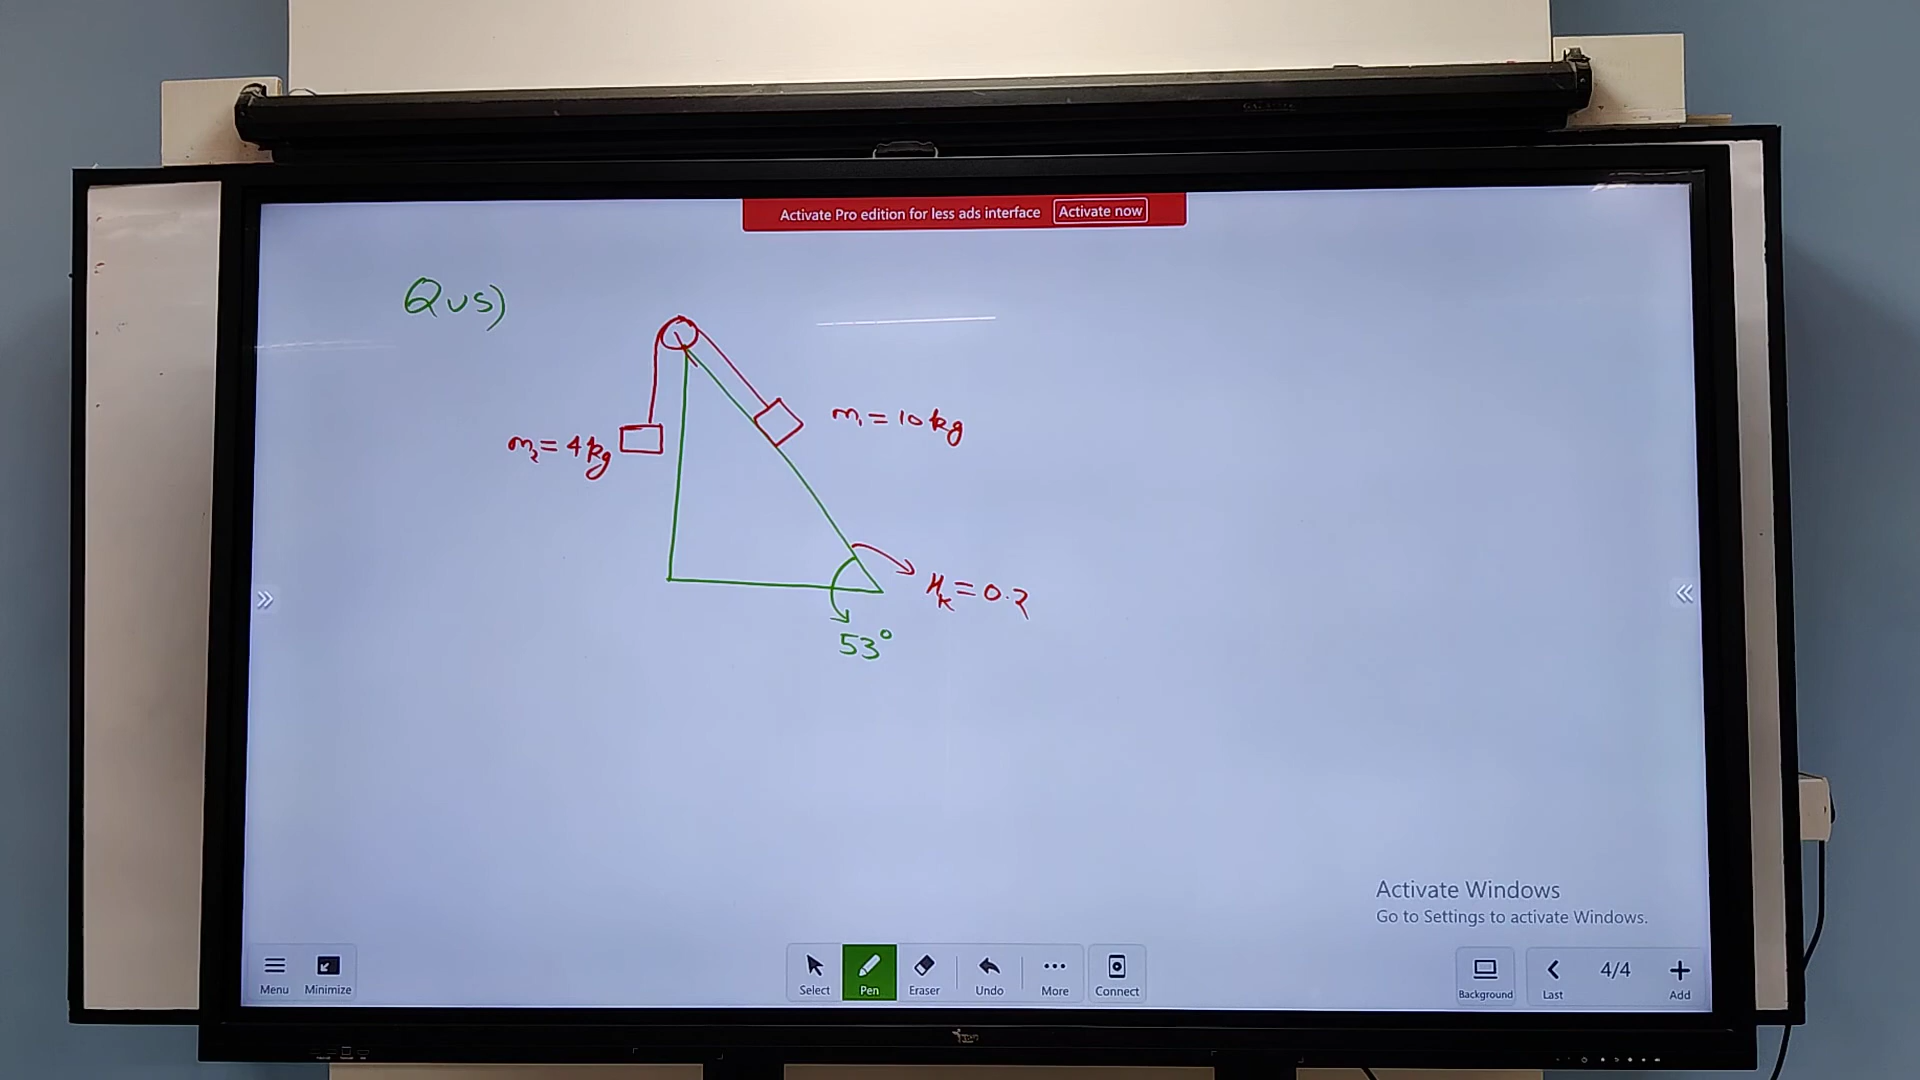 Activate Pro edition for less ads interface Activate now
Qus)
m₁ = 10 kg
m₂ = 4 kg
μₖ = 0.2
53°
Activate Windows
Go to Settings to activate Windows.
Menu Minimize Select Pen Eraser Undo More Connect Background Last 4/4 Add